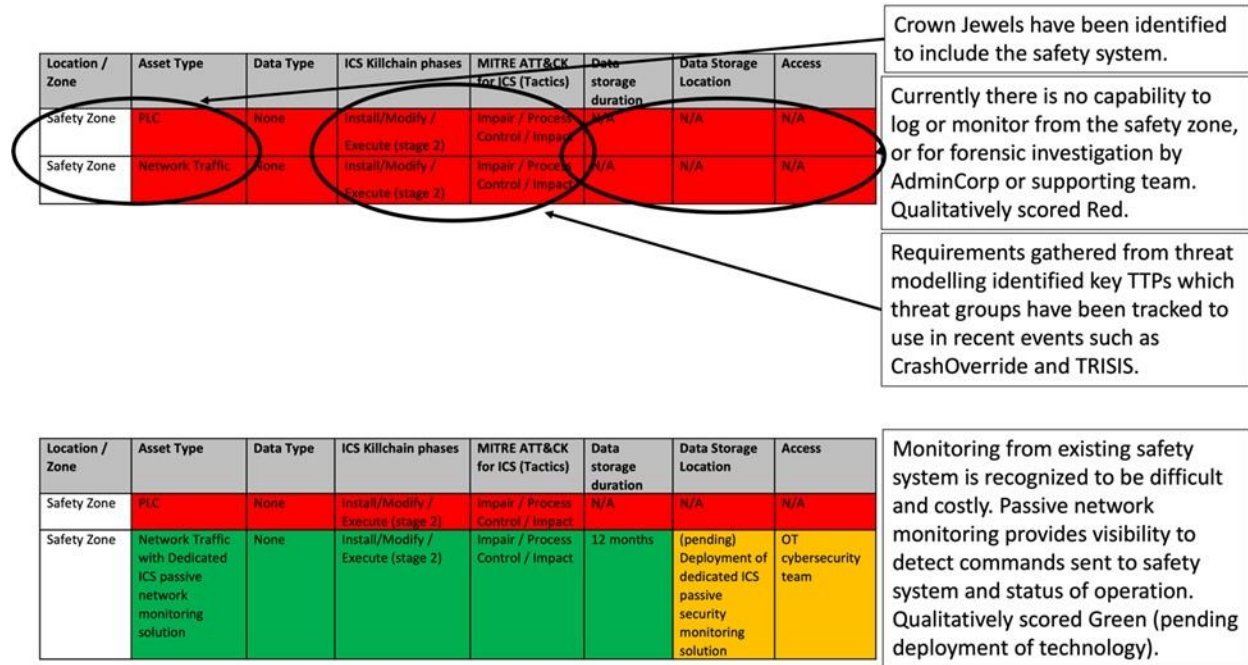 Crown Jewels have been identified
to include the safety system.
Location / Zone Asset Type Data Type ICS Killchain phases MITRE ATT&CK for ICS (Tactics) Data storage duration Data Storage Location Access
Safety Zone PLC None Install/Modify / Execute (stage 2) Impair / Process Control / Impact N/A N/A N/A
Safety Zone Network Traffic None Install/Modify / Execute (stage 2) Impair / Process Control / Impact N/A N/A N/A
Currently there is no capability to
log or monitor from the safety zone,
or for forensic investigation by
AdminCorp or supporting team.
Qualitatively scored Red.
Requirements gathered from threat
modelling identified key TTPs which
threat groups have been tracked to
use in recent events such as
CrashOverride and TRISIS.
Location / Zone Asset Type Data Type ICS Killchain phases MITRE ATT&CK for ICS (Tactics) Data storage duration Data Storage Location Access
Safety Zone PLC None Install/Modify / Execute (stage 2) Impair / Process Control / Impact N/A N/A N/A
Safety Zone Network Traffic with Dedicated ICS passive network monitoring solution None Install/Modify / Execute (stage 2) Impair / Process Control / Impact 12 months (pending) Deployment of dedicated ICS passive security monitoring solution OT cybersecurity team
Monitoring from existing safety
system is recognized to be difficult
and costly. Passive network
monitoring provides visibility to
detect commands sent to safety
system and status of operation.
Qualitatively scored Green (pending
deployment of technology).